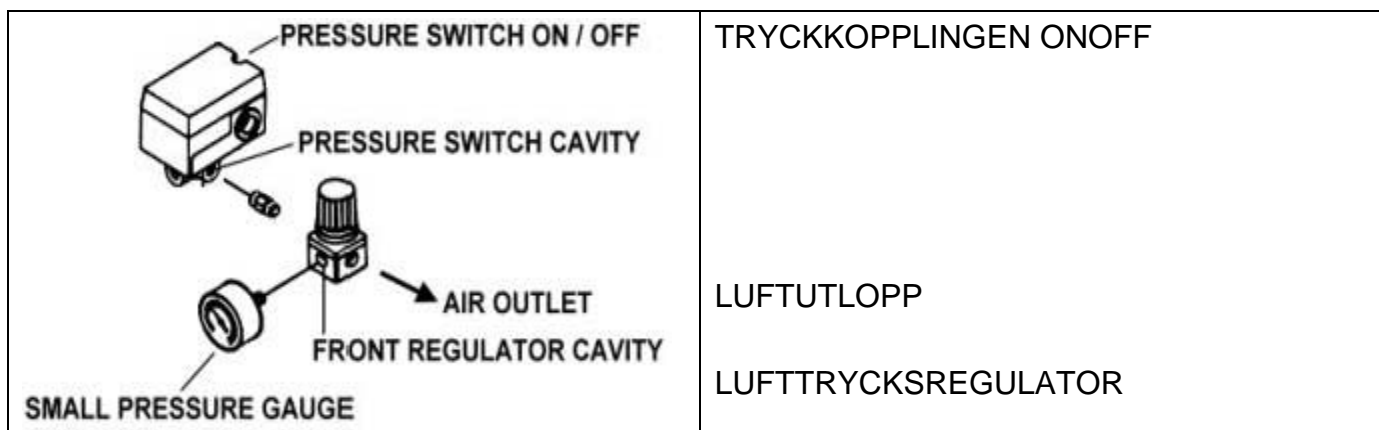 PRESSURE SWITCH ON / OFF
PRESSURE SWITCH CAVITY
AIR OUTLET
FRONT REGULATOR CAVITY
SMALL PRESSURE GAUGE
TRYCKKOPPLINGEN ONOFF
LUFTUTLOPP
LUFTTRYCKSREGULATOR